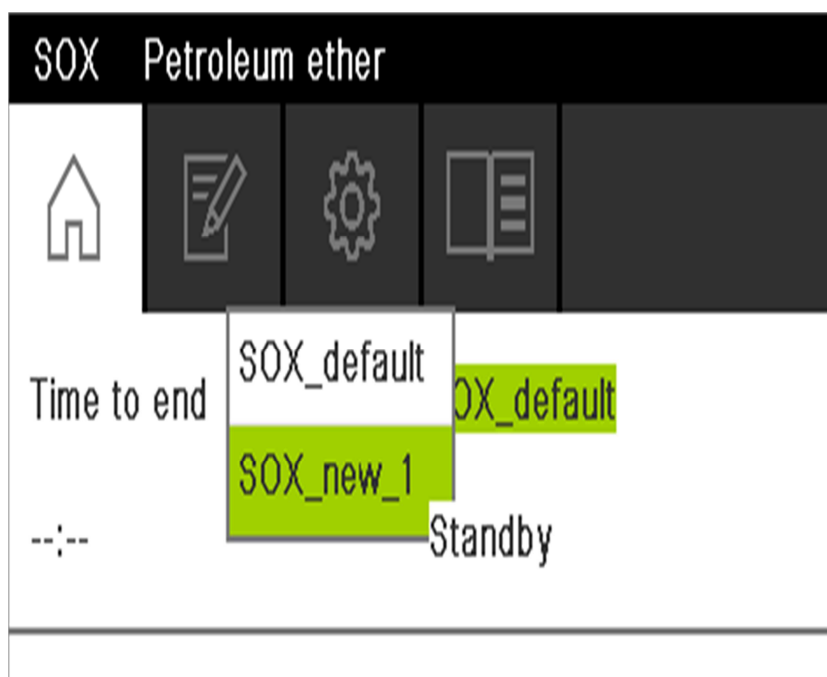 SOX Petroleum ether
SOX_default
Time to end
OX_default
SOX_new_1
--:--
Standby